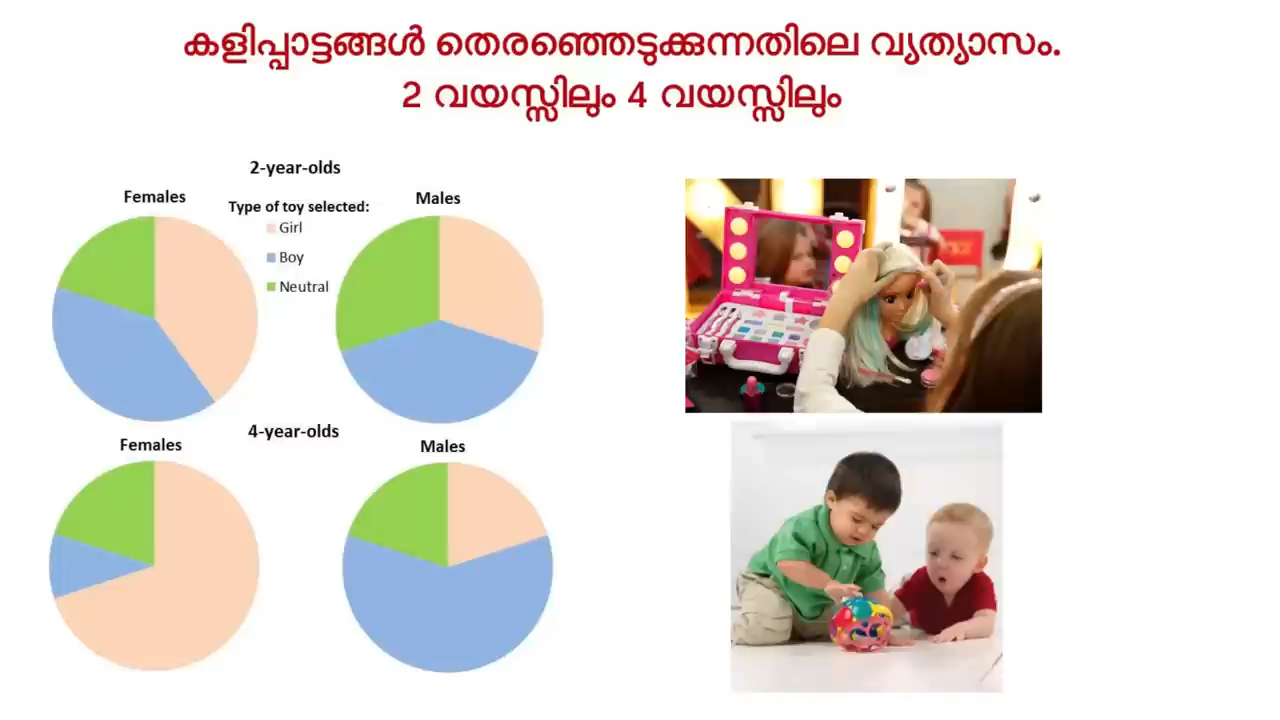 കളിപ്പാട്ടങ്ങൾ തെരഞ്ഞെടുക്കുന്നതിലെ വ്യത്യാസം.
2 വയസ്സിലും 4 വയസ്സിലും
2-year-olds
Females
Males
Type of toy selected:
Girl
Boy
Neutral
4-year-olds
Females
Males